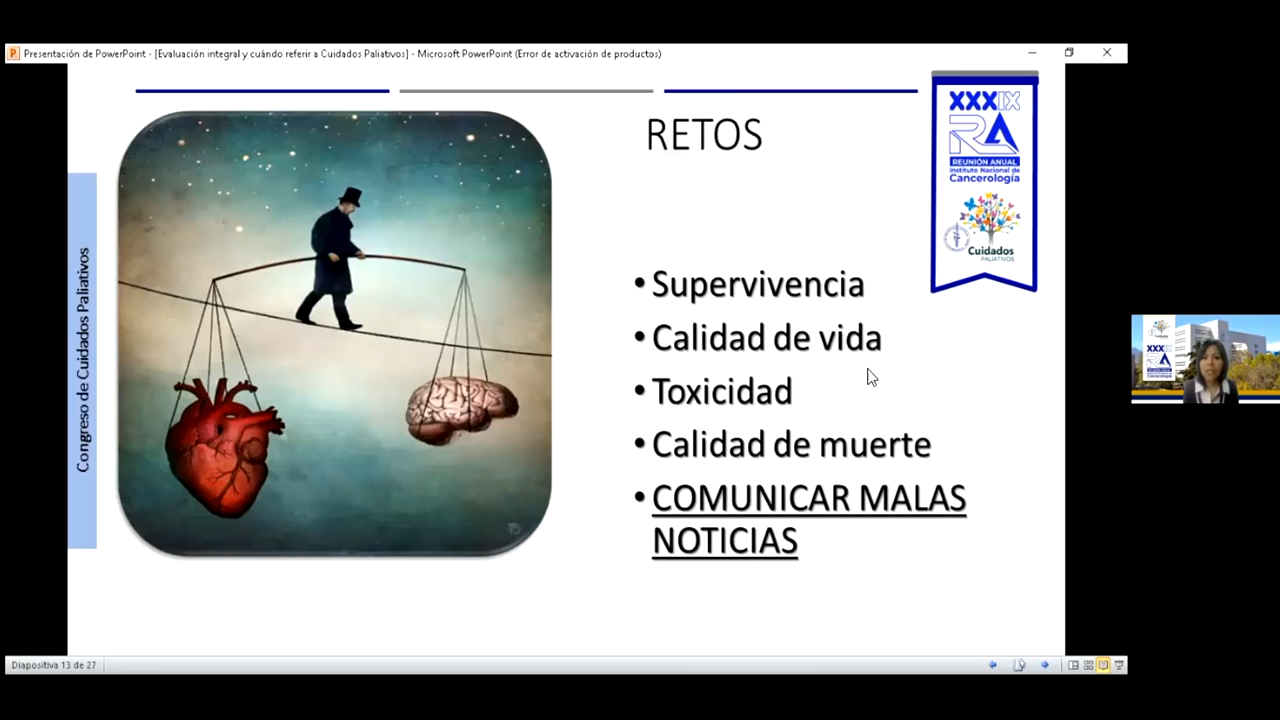 Presentación de PowerPoint - [Evaluación integral y cuándo referir a Cuidados Paliativos] - Microsoft PowerPoint (Error de activación de productos)
XXXIX
RA
REUNIÓN ANUAL
Instituto Nacional de
Cancerología
Cuidados
PALIATIVOS
Congreso de Cuidados Paliativos
RETOS
• Supervivencia
• Calidad de vida
• Toxicidad
• Calidad de muerte
• COMUNICAR MALAS
NOTICIAS
XXXIX
Diapositiva 13 de 27